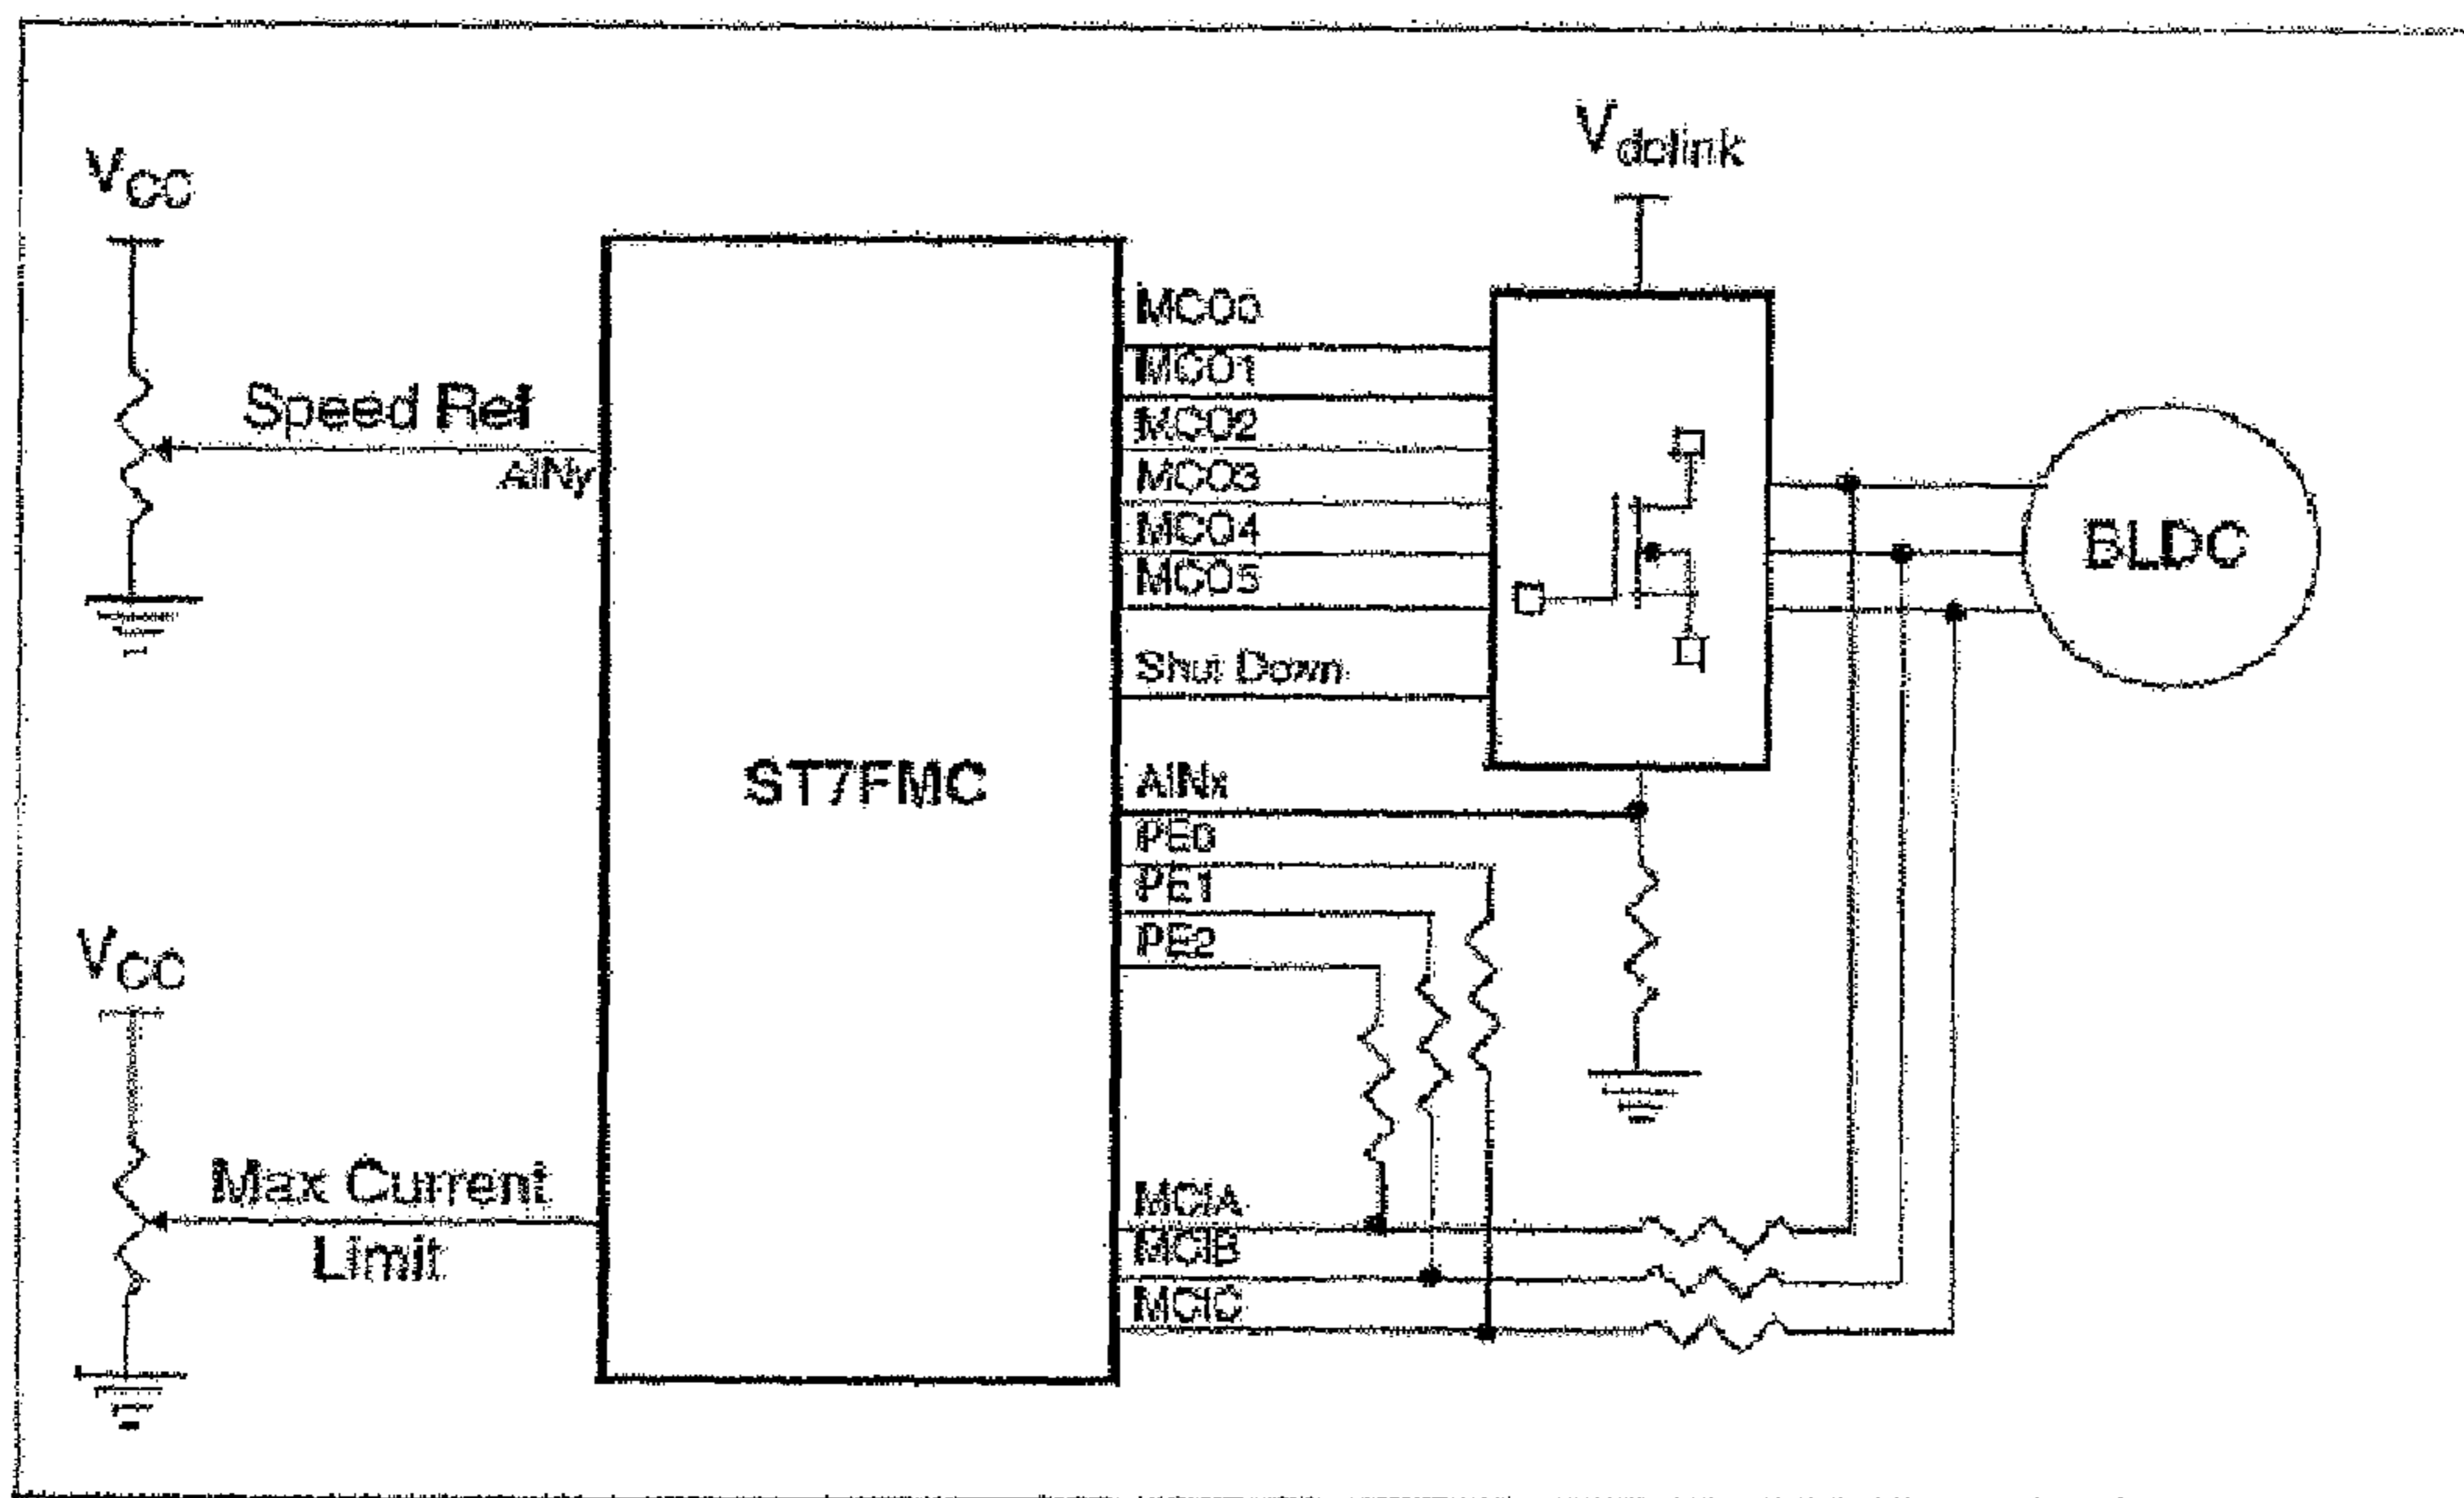 VCC
Speed Ref
AINy
VCC
Max Current
Limit
ST7FMC
MCO0
MCO1
MCO2
MCO3
MCO4
MCO5
Shut Down
AINx
PE0
PE1
PE2
MCIA
MCIB
MCIC
Vdclink
BLDC